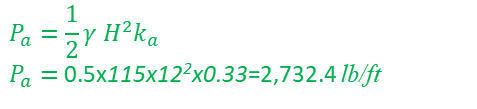 Pₐ = 1/2 γ H²kₐ
Pₐ = 0.5x115x12²x0.33=2,732.4 lb/ft